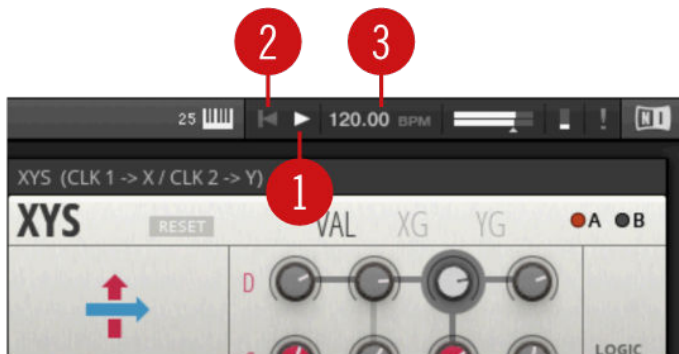 2 3
25 120.00 BPM ! NI
1
XYS (CLK 1 -> X / CLK 2 -> Y)
XYS RESET VAL XG YG A B
D
LOGIC